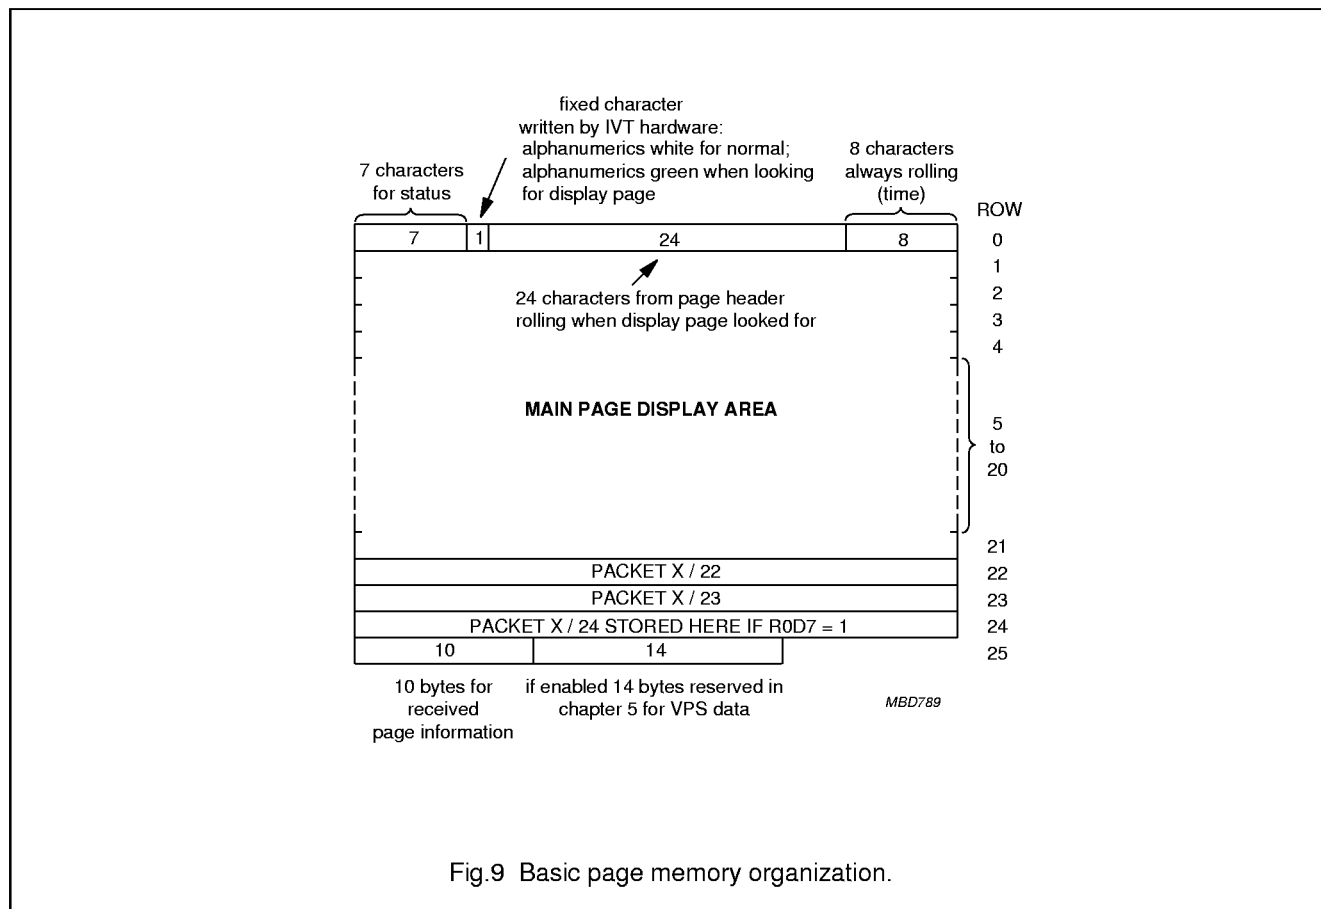 fixed character
written by IVT hardware:
alphanumerics white for normal;
alphanumerics green when looking
for display page
7 characters
for status
8 characters
always rolling
(time)
ROW
7 1 24 8 0
1
24 characters from page header
rolling when display page looked for
2
3
4
MAIN PAGE DISPLAY AREA
5
to
20
21
PACKET X / 22 22
PACKET X / 23 23
PACKET X / 24 STORED HERE IF R0D7 = 1 24
10 14 25
10 bytes for
received
page information
if enabled 14 bytes reserved in
chapter 5 for VPS data
MBD789
Fig.9 Basic page memory organization.